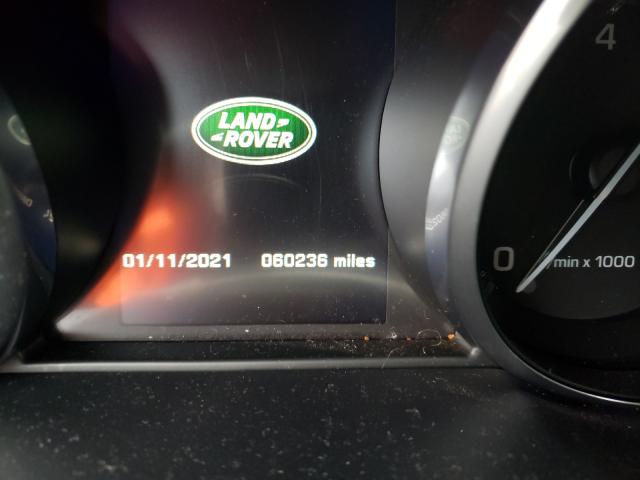 4
LAND
ROVER
01/11/2021 060236 miles
0
/min x 1000